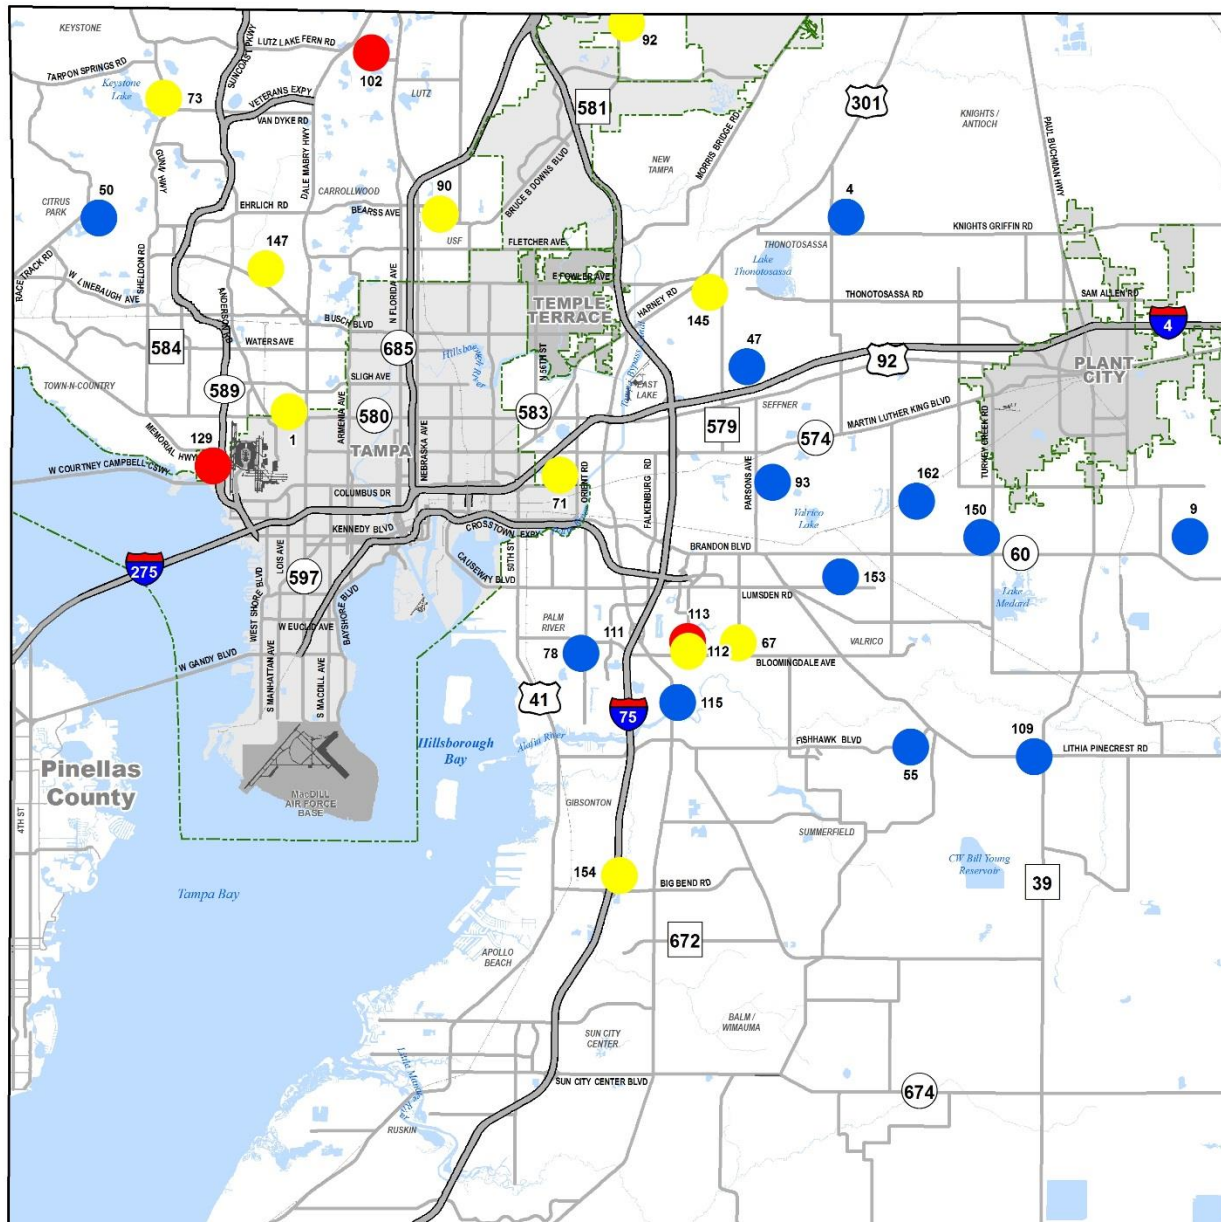 KEYSTONE
LUTZ LAKE FERN RD
SUNCOAST PKWY
92
TARPON SPRINGS RD
102
Keystone
Lake
73
VETERANS EXPY
LUTZ
581
301
VAN DYKE RD
KNIGHTS /
ANTIOCH
PAUL BUCHMAN HWY
MORRIS BRIDGE RD
DALE MABRY HWY
GUNN HWY
NEW
TAMPA
BRUCE B DOWNS BLVD
50
CITRUS
PARK
CARROLLWOOD
90
4
EHRLICH RD
BEARSS AVE
USF
KNIGHTS GRIFFIN RD
147
FLETCHER AVE
THONOTOSASSA
RACE TRACK RD
SHELDON RD
W LINEBAUGH AVE
Lake
Thonotosassa
E FOWLER AVE
N FLORIDA AVE
ANDERSON RD
TEMPLE
TERRACE
HARNEY RD
145
THONOTOSASSA RD
SAM ALLEN RD
BUSCH BLVD
4
584
WATERS AVE
685
Hillsborough River
47
92
N 56TH ST
Tampa Bypass Canal
PLANT
CITY
SLIGH AVE
TOWN-N-COUNTRY
589
EAST
LAKE
SEFFNER
MARTIN LUTHER KING BLVD
ARMENIA AVE
580
583
579
574
TURKEY CREEK RD
1
MEMORIAL HWY
129
TAMPA
NEBRASKA AVE
W COURTNEY CAMPBELL CSWY
FALKENBURG RD
PARSONS AVE
93
162
COLUMBUS DR
71
ORIENT RD
Valrico
Lake
150
9
KENNEDY BLVD
CROSSTOWN EXPY
BRANDON BLVD
60
LOIS AVE
50TH ST
CAUSEWAY BLVD
275
597
153
LUMSDEN RD
Lake
Medard
WEST SHORE BLVD
BAYSHORE BLVD
W EUCLID AVE
PALM
RIVER
111
113
67
VALRICO
W GANDY BLVD
78
112
BLOOMINGDALE AVE
S MANHATTAN AVE
S MACDILL AVE
41
75
115
Hillsborough
Bay
Alafia River
FISHHAWK BLVD
109
LITHIA PINECREST RD
55
Pinellas
County
MacDILL
AIR FORCE
BASE
4TH ST
GIBSONTON
SUMMERFIELD
CW Bill Young
Reservoir
154
BIG BEND RD
39
Tampa Bay
672
APOLLO
BEACH
BALM /
WIMAUMA
SUN CITY
CENTER
Little Manatee River
SUN CITY CENTER BLVD
674
RUSKIN